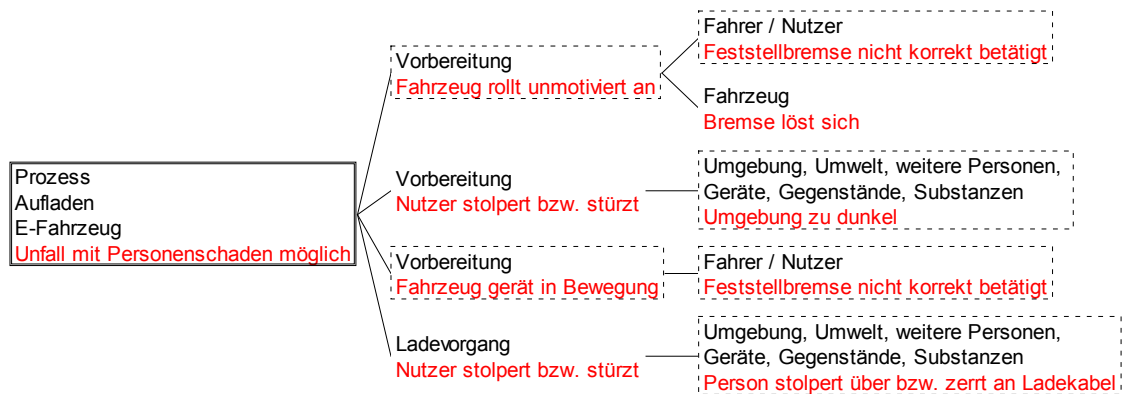 Prozess
Aufladen
E-Fahrzeug
Unfall mit Personenschaden möglich
Vorbereitung
Fahrzeug rollt unmotiviert an
Fahrer / Nutzer
Feststellbremse nicht korrekt betätigt
Fahrzeug
Bremse löst sich
Vorbereitung
Nutzer stolpert bzw. stürzt
Umgebung, Umwelt, weitere Personen,
Geräte, Gegenstände, Substanzen
Umgebung zu dunkel
Vorbereitung
Fahrzeug gerät in Bewegung
Fahrer / Nutzer
Feststellbremse nicht korrekt betätigt
Ladevorgang
Nutzer stolpert bzw. stürzt
Umgebung, Umwelt, weitere Personen,
Geräte, Gegenstände, Substanzen
Person stolpert über bzw. zerrt an Ladekabel